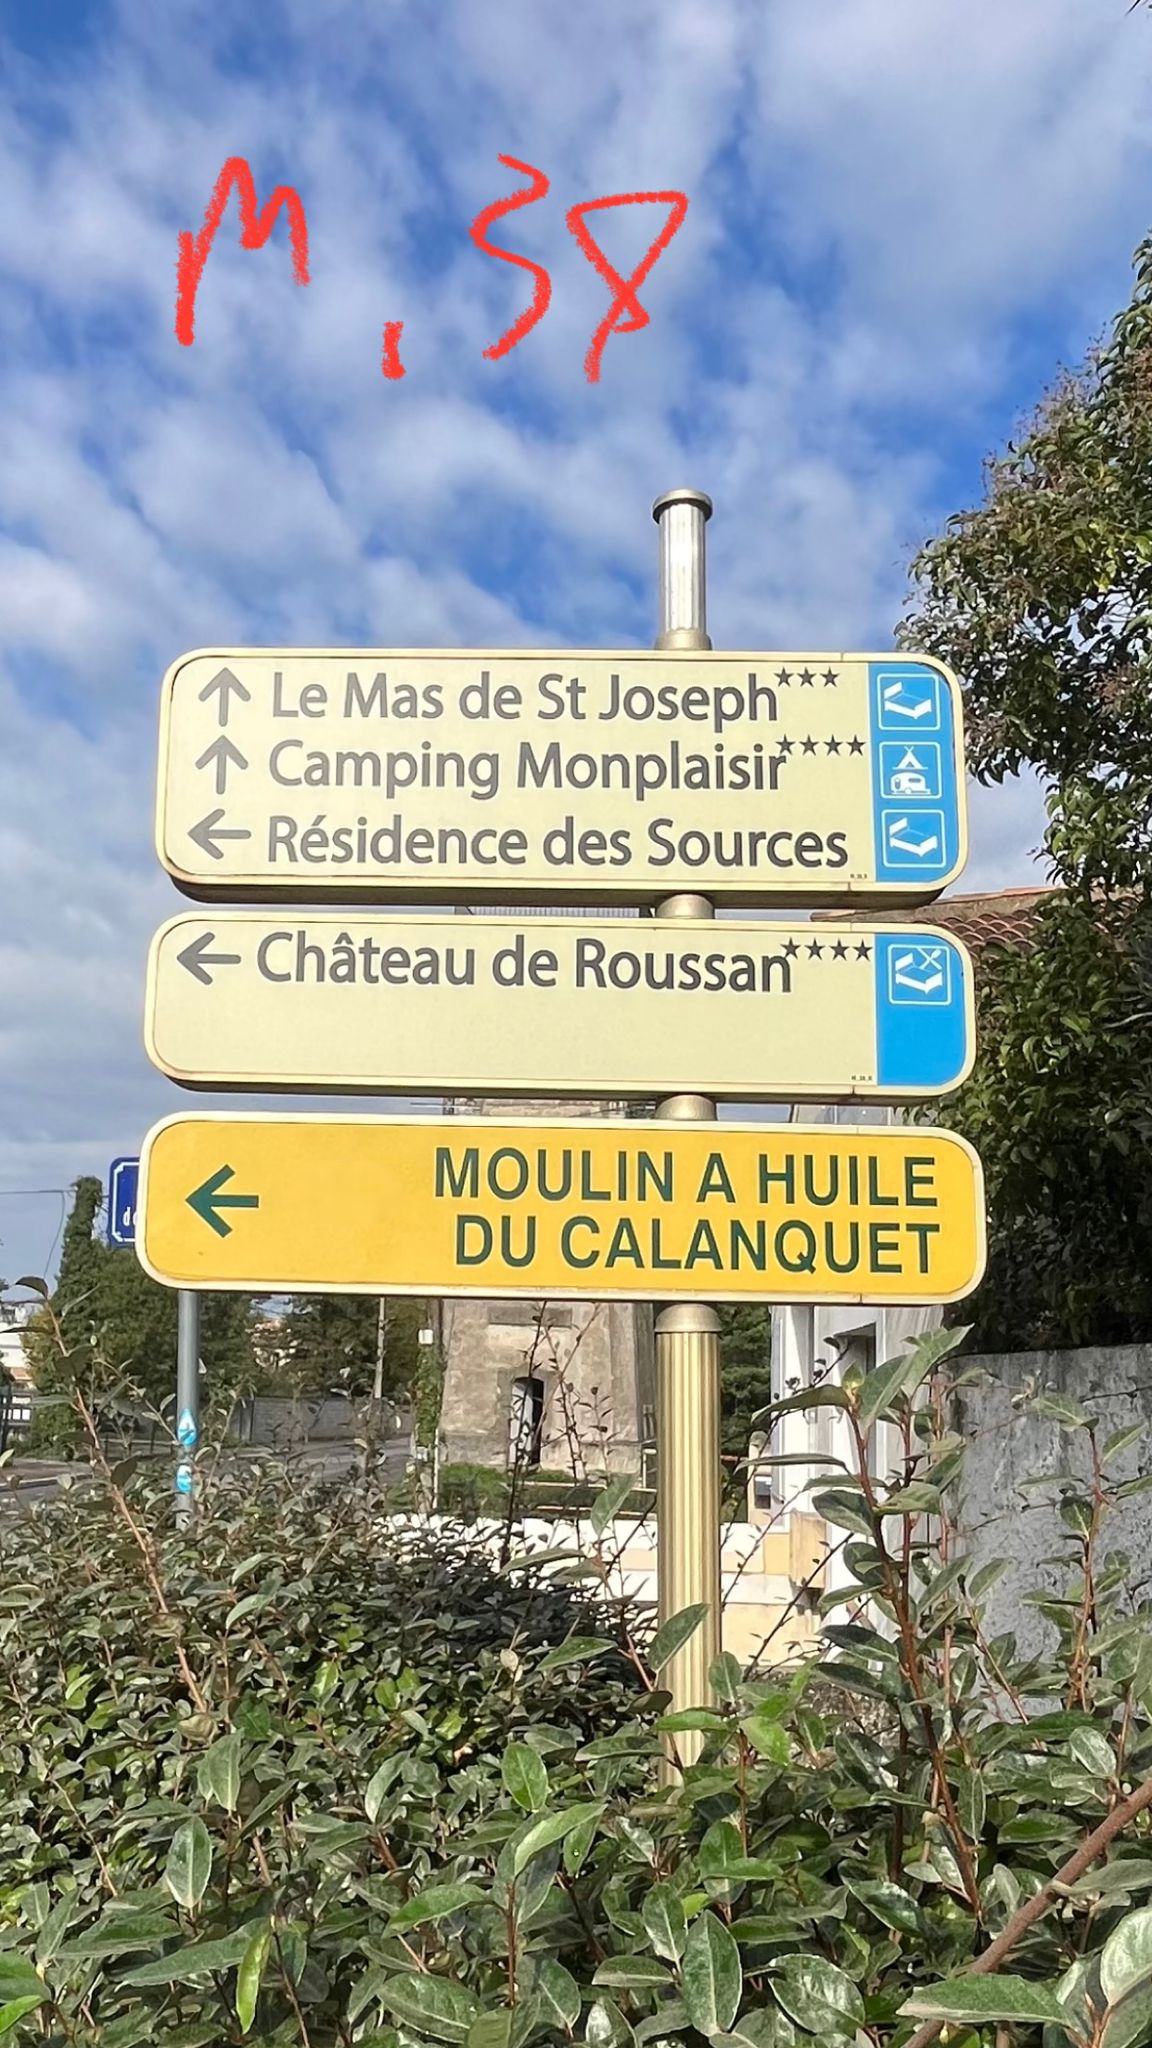 M.38
Le Mas de St Joseph***
Camping Monplaisir****
Résidence des Sources
Château de Roussan****
MOULIN A HUILE
DU CALANQUET